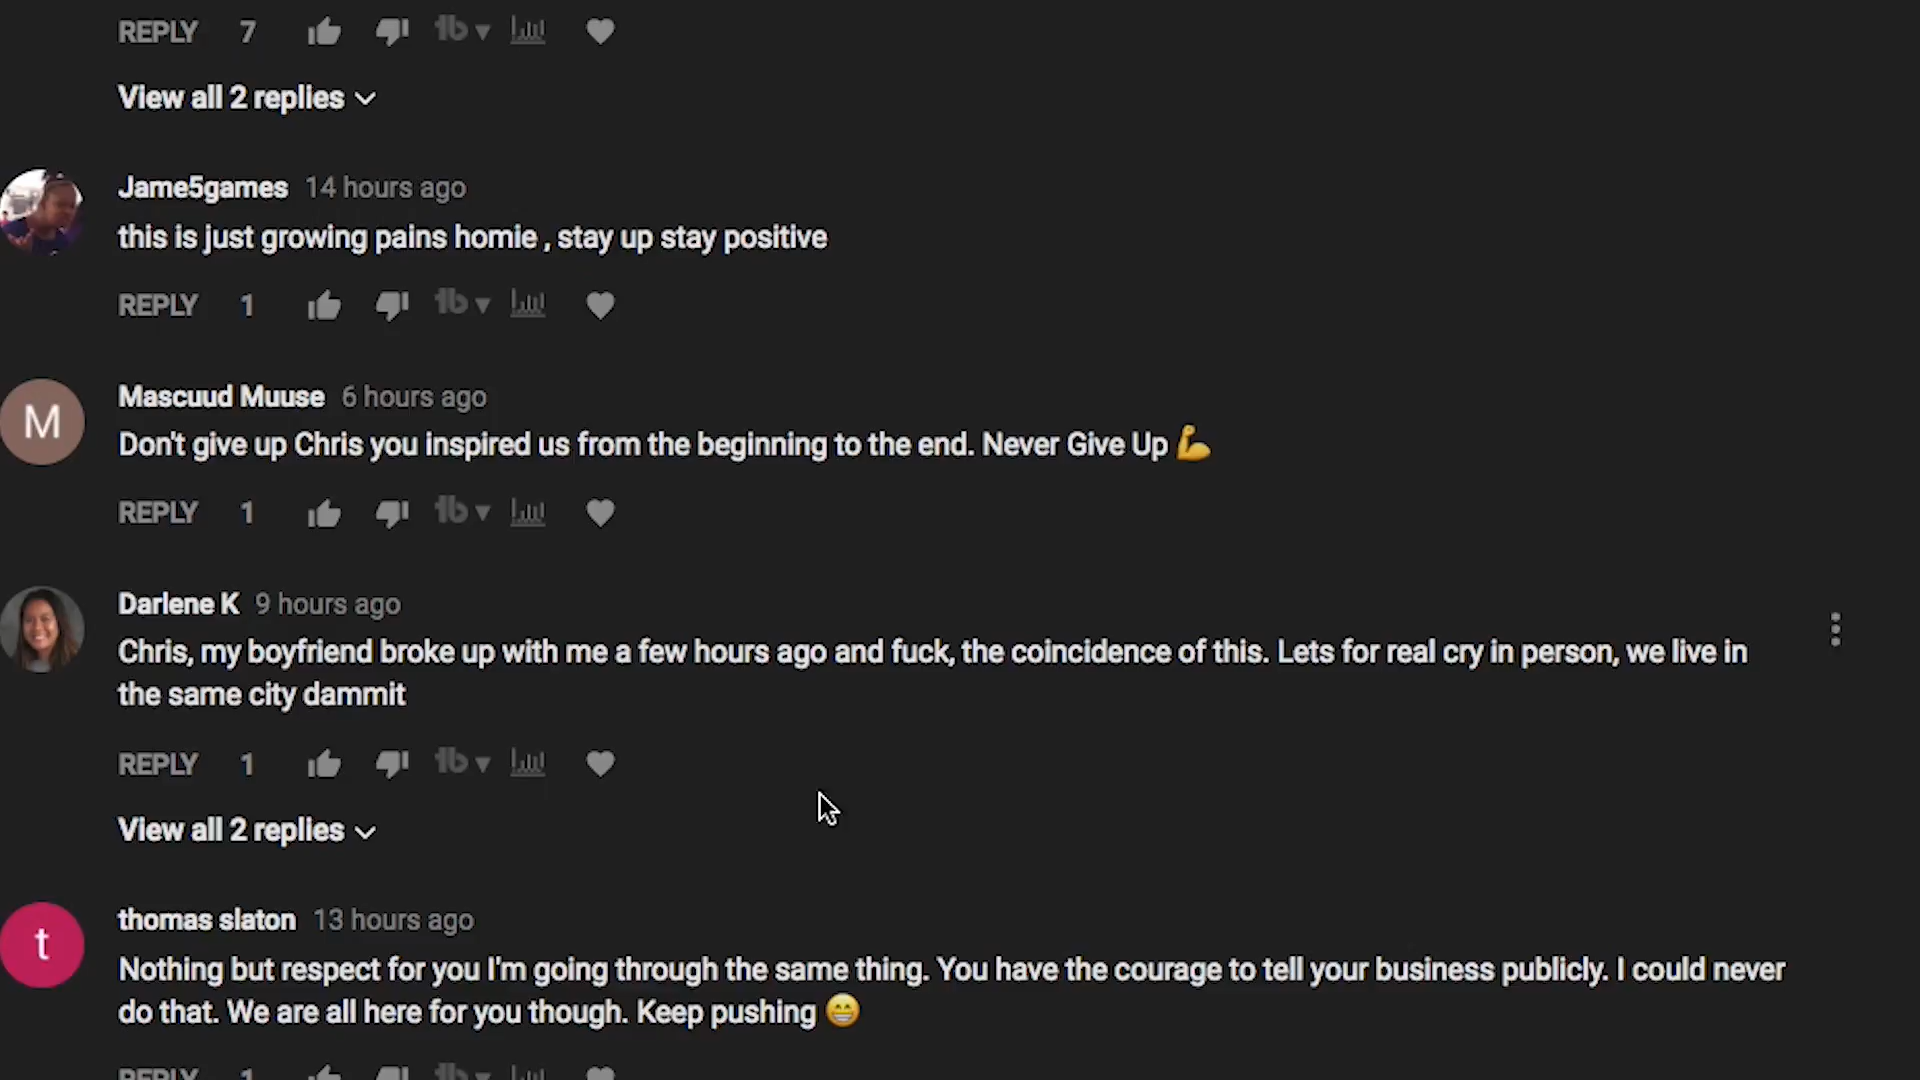 REPLY 7
View all 2 replies
Jame5games 14 hours ago
this is just growing pains homie , stay up stay positive
REPLY 1
M
Mascuud Muuse 6 hours ago
Don't give up Chris you inspired us from the beginning to the end. Never Give Up 💪
REPLY 1
Darlene K 9 hours ago
Chris, my boyfriend broke up with me a few hours ago and fuck, the coincidence of this. Lets for real cry in person, we live in
the same city dammit
REPLY 1
View all 2 replies
t
thomas slaton 13 hours ago
Nothing but respect for you I'm going through the same thing. You have the courage to tell your business publicly. I could never
do that. We are all here for you though. Keep pushing 😁
REPLY 1